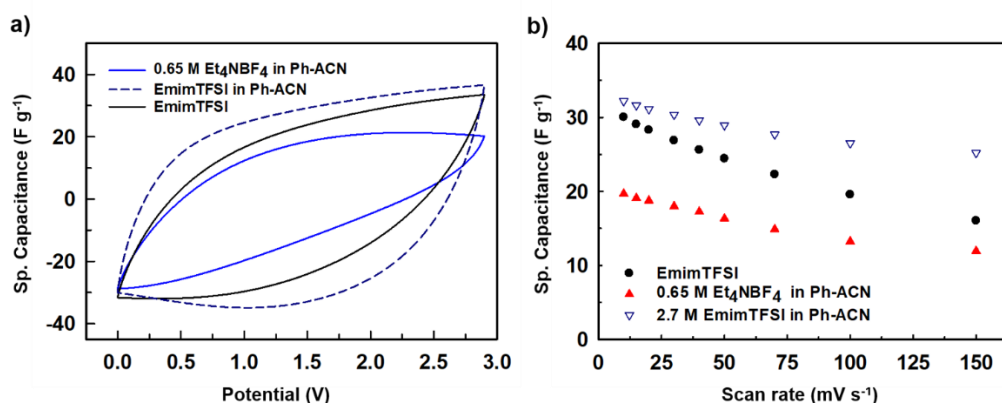 a)
Sp. Capacitance (F g⁻¹)
40
20
0
-20
-40
0.65 M Et₄NBF₄ in Ph-ACN
EmimTFSI in Ph-ACN
EmimTFSI
0.0 0.5 1.0 1.5 2.0 2.5 3.0
Potential (V)
b)
Sp. Capacitance (F g⁻¹)
40
30
20
10
0
EmimTFSI
0.65 M Et₄NBF₄ in Ph-ACN
2.7 M EmimTFSI in Ph-ACN
0 25 50 75 100 125 150
Scan rate (mV s⁻¹)